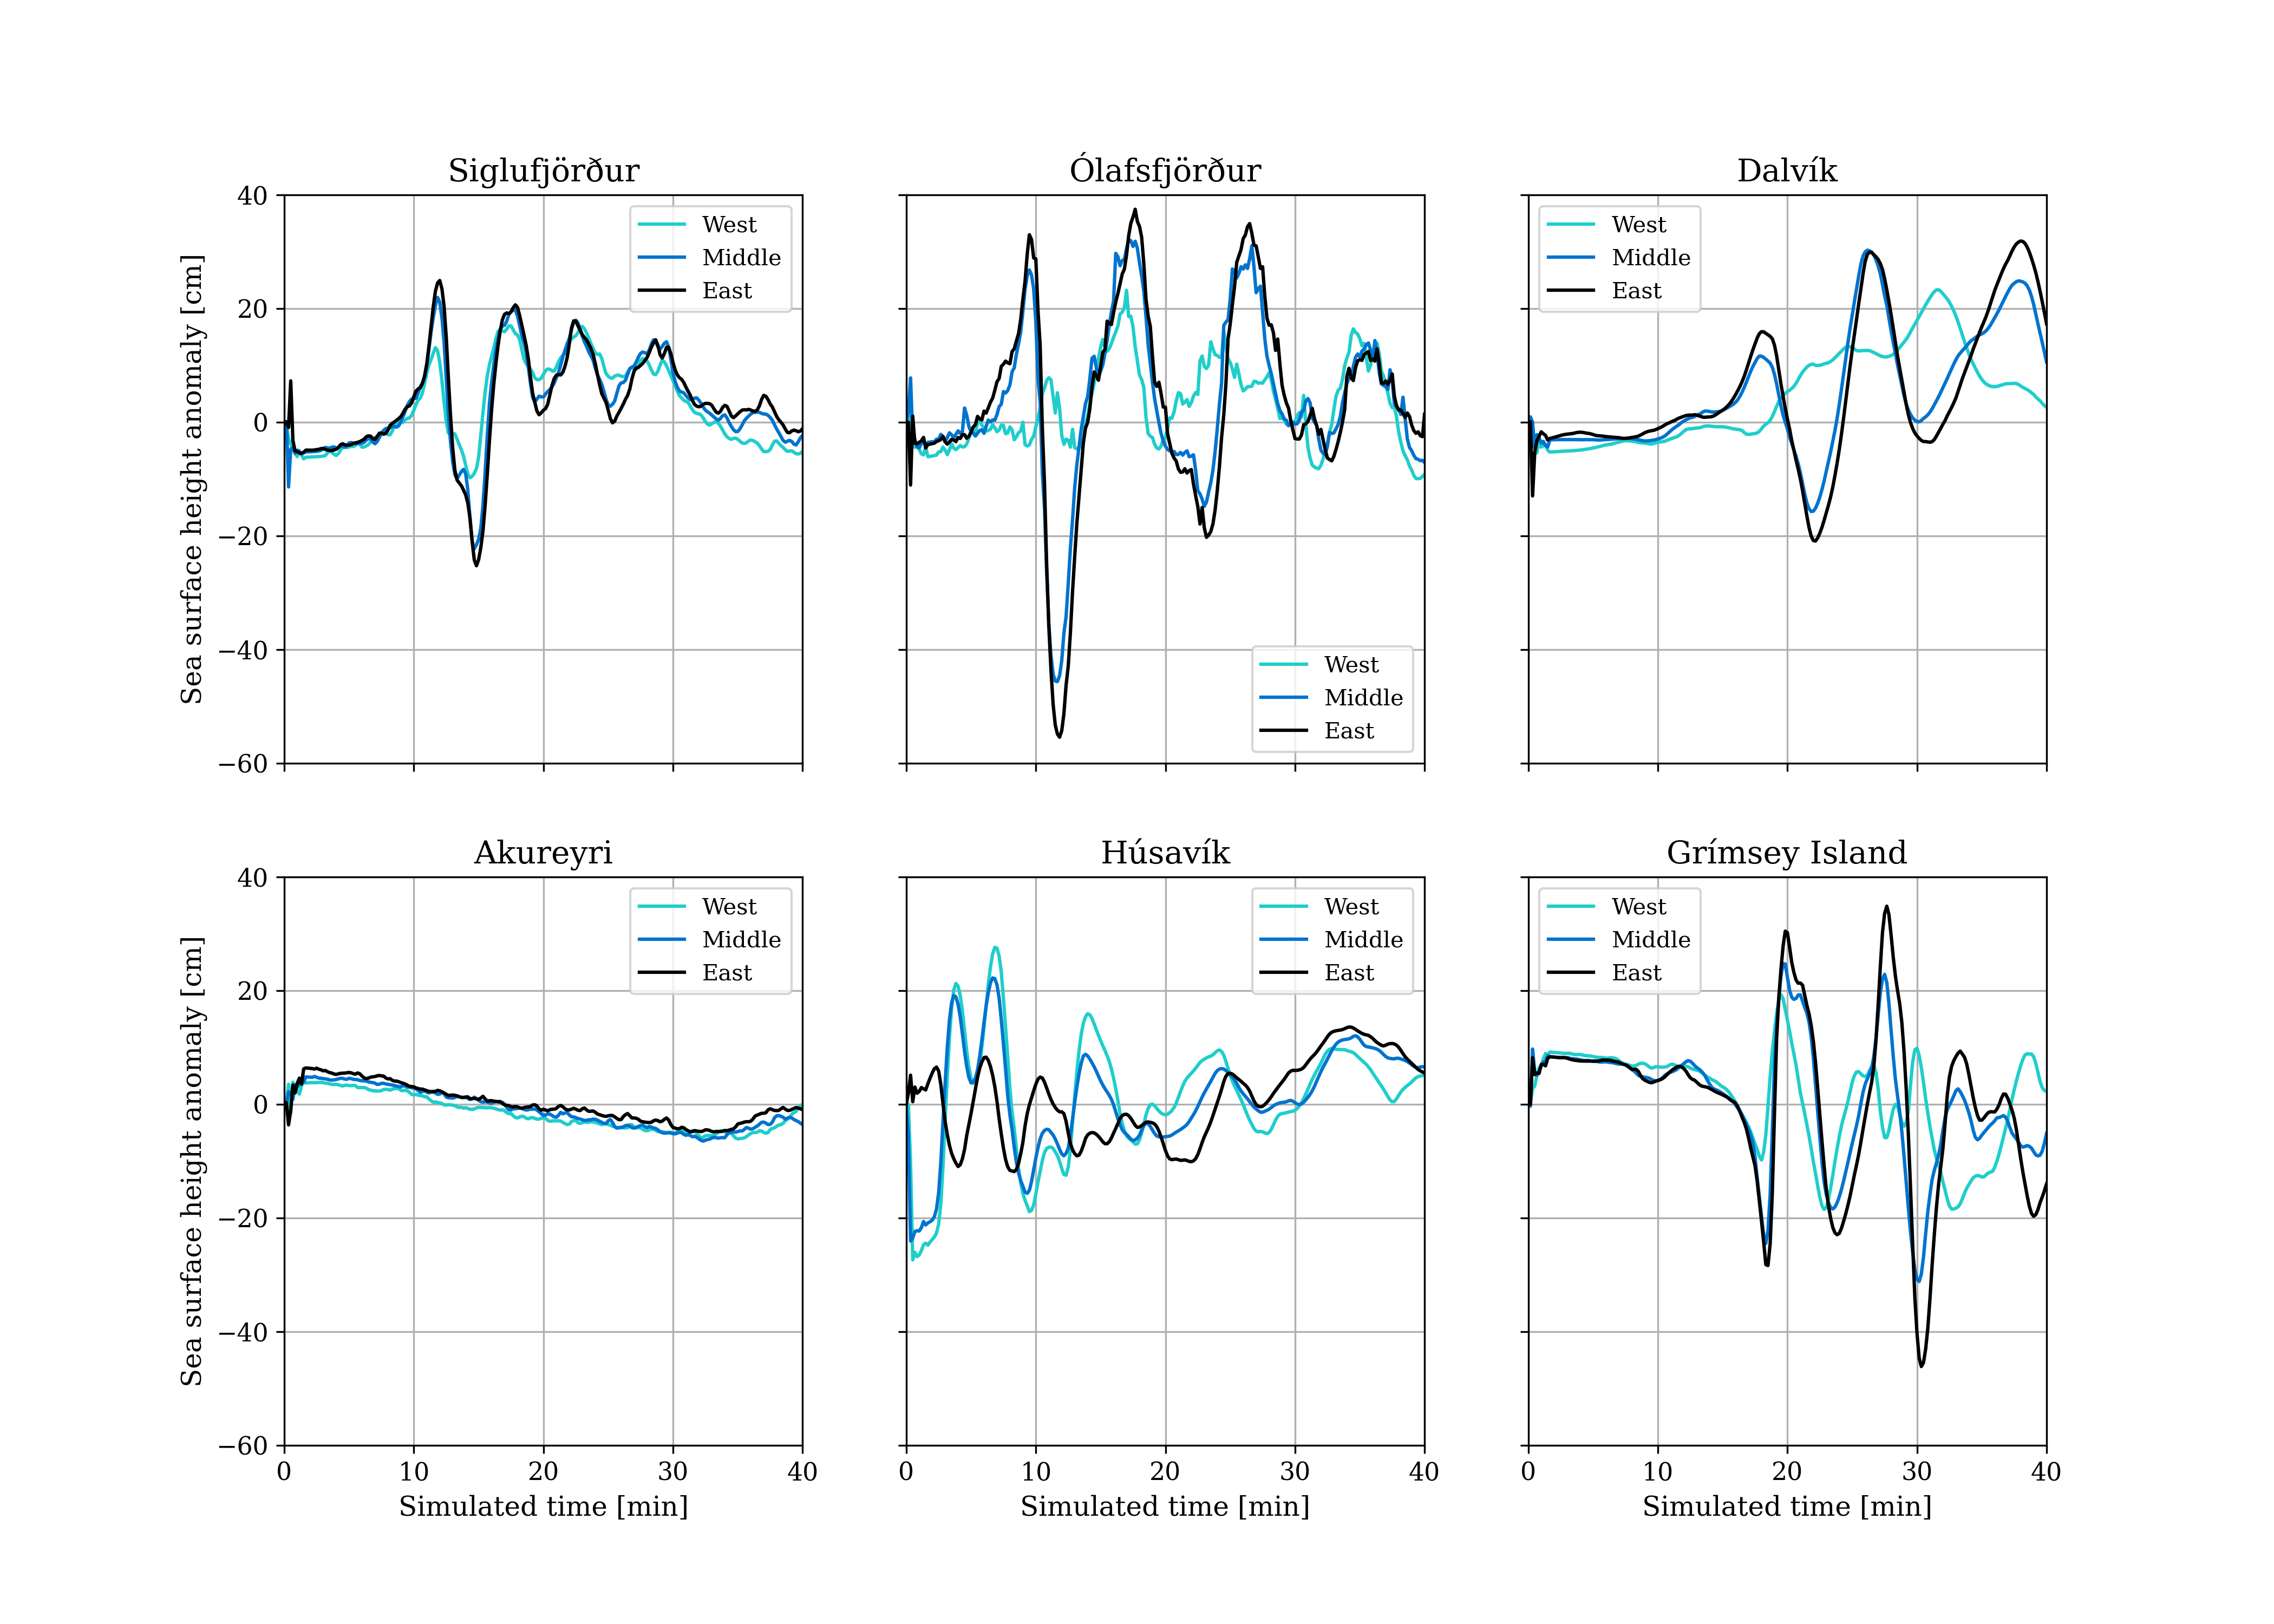 Siglufjörður
Sea surface height anomaly [cm]
40
20
0
−20
−40
−60
West
Middle
East
Ólafsfjörður
West
Middle
East
Dalvík
West
Middle
East
Akureyri
Sea surface height anomaly [cm]
40
20
0
−20
−40
−60
West
Middle
East
0 10 20 30 40
Simulated time [min]
Húsavík
West
Middle
East
0 10 20 30 40
Simulated time [min]
Grímsey Island
West
Middle
East
0 10 20 30 40
Simulated time [min]